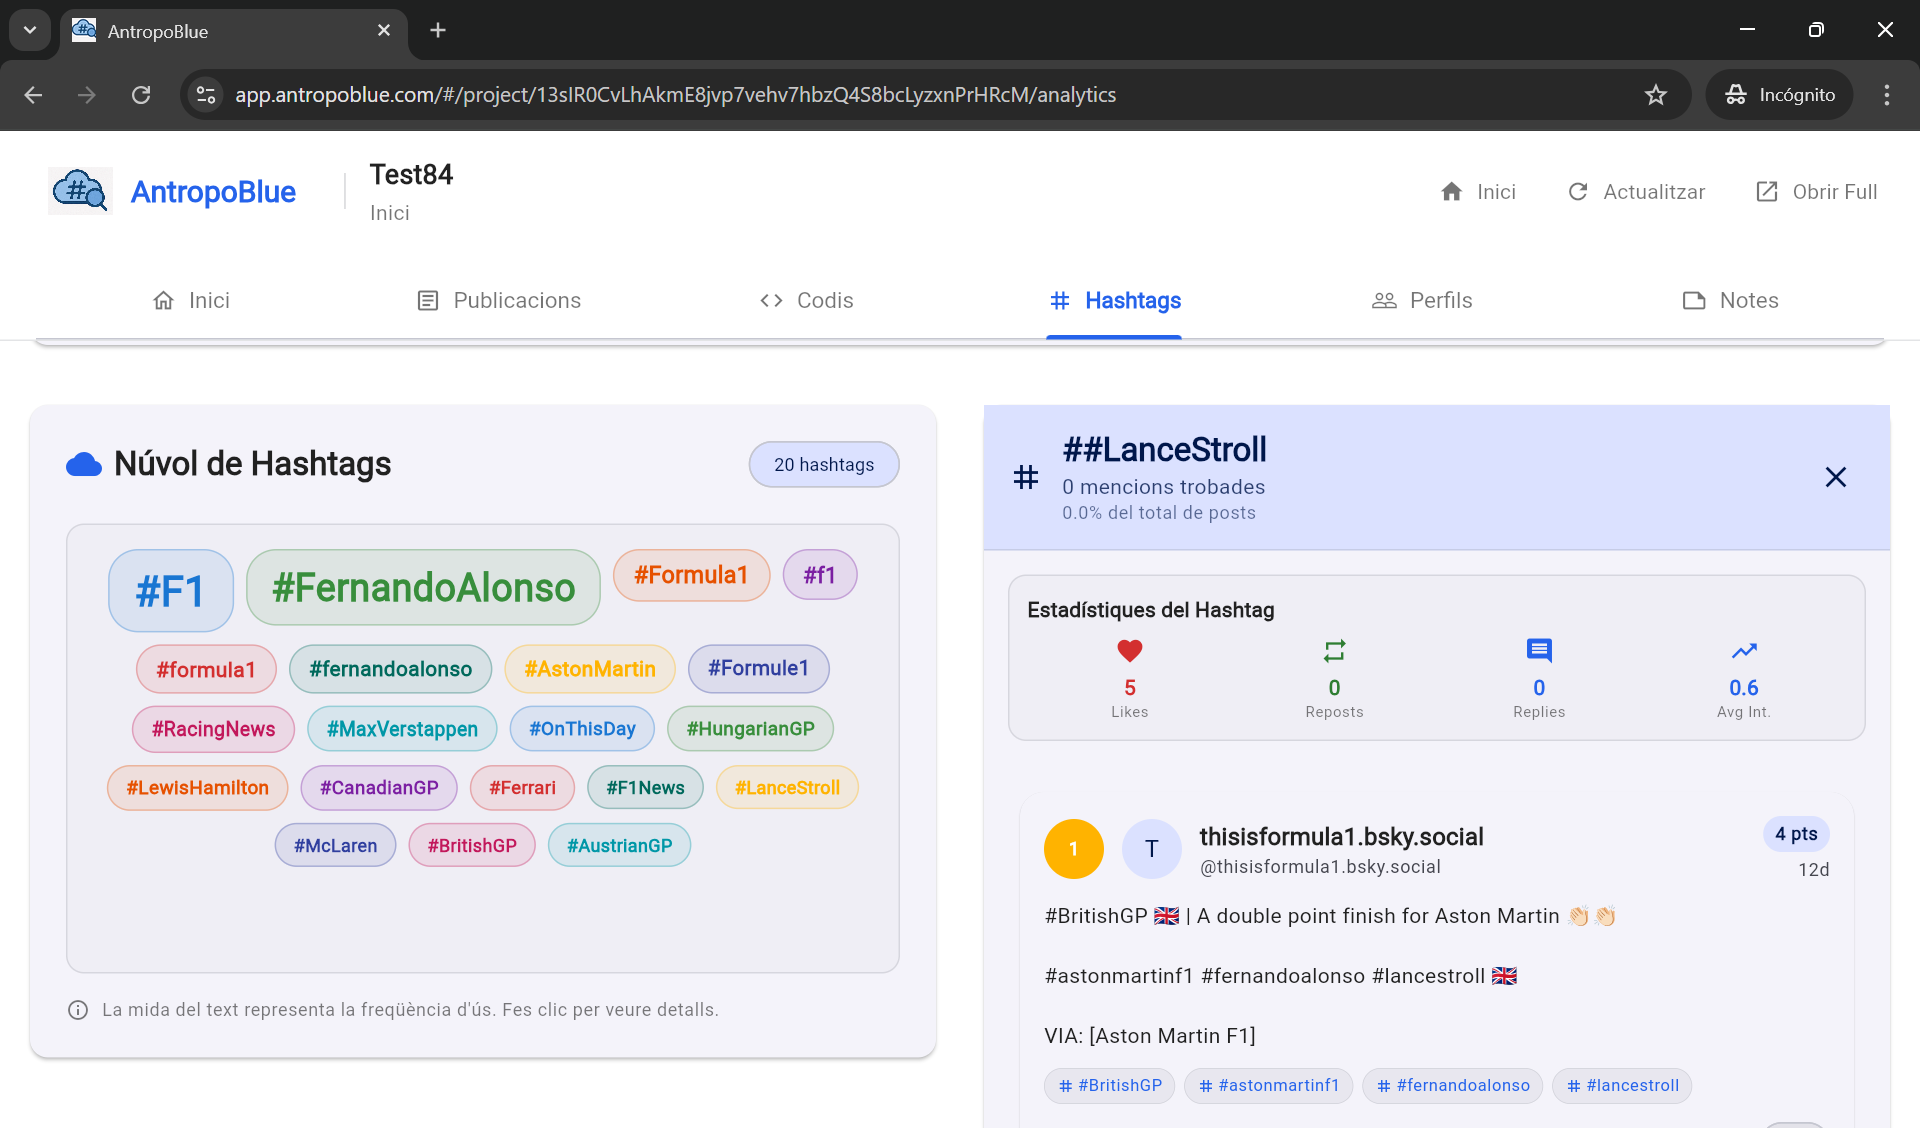 AntropoBlue
app.antropoblue.com/#/project/13sIR0CvLhAkmE8jvp7vehv7hbzQ4S8bcLyzxnPrHRcM/analytics
Incógnito
AntropoBlue
Test84
Inici
Inici
Actualitzar
Obrir Full
Inici
Publicacions
Codis
Hashtags
Perfils
Notes
Núvol de Hashtags
20 hashtags
#F1 #FernandoAlonso #Formula1 #f1
#formula1 #fernandoalonso #AstonMartin #Formule1
#RacingNews #MaxVerstappen #OnThisDay #HungarianGP
#LewisHamilton #CanadianGP #Ferrari #F1News #LanceStroll
#McLaren #BritishGP #AustrianGP
La mida del text representa la freqüència d'ús. Fes clic per veure detalls.
##LanceStroll
0 mencions trobades
0.0% del total de posts
Estadístiques del Hashtag
5 0 0 0.6
Likes Reposts Replies Avg Int.
1
T
thisisformula1.bsky.social
4 pts
@thisisformula1.bsky.social
12d
#BritishGP 🇬🇧 | A double point finish for Aston Martin 👏🏻👏🏻
#astonmartinf1 #fernandoalonso #lancestroll 🇬🇧
VIA: [Aston Martin F1]
# #BritishGP # #astonmartinf1 # #fernandoalonso # #lancestroll